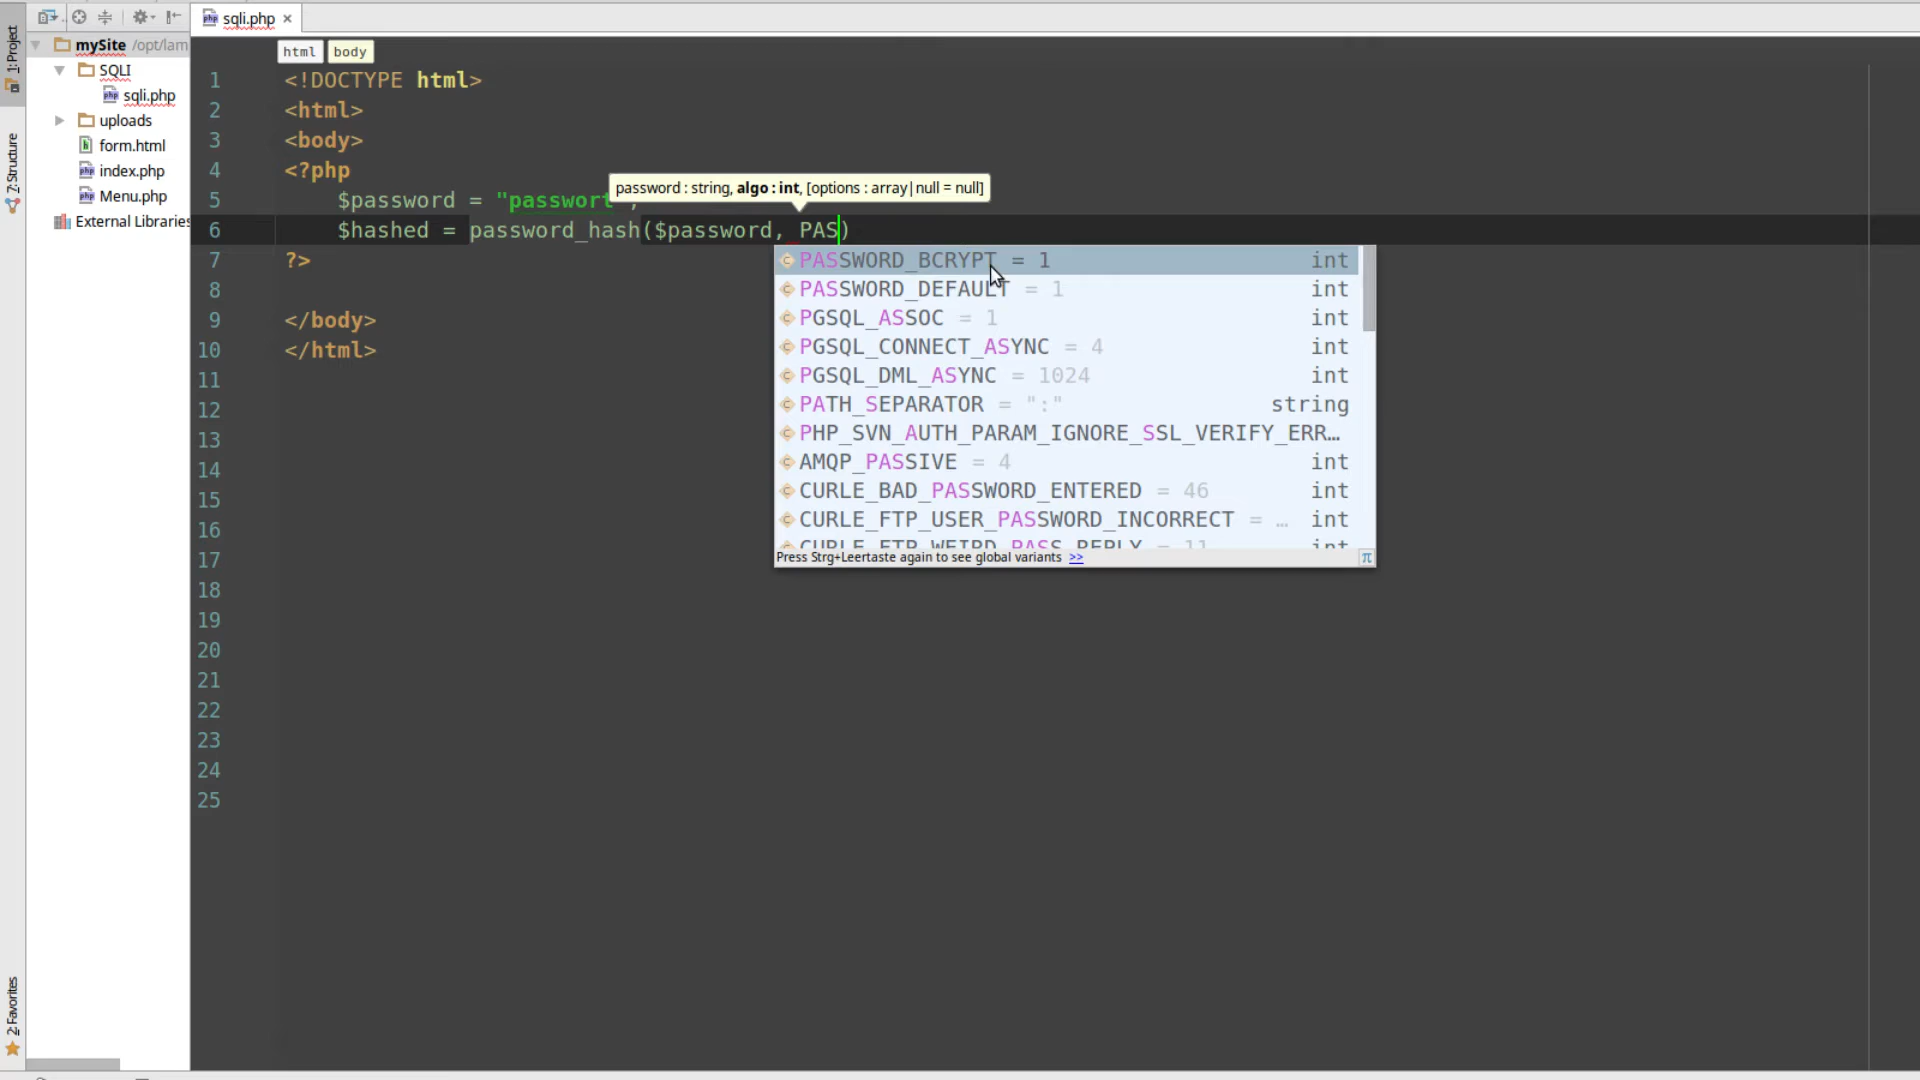 sqli.php
1: Project
mySite /opt/lam
SQLI
sqli.php
uploads
form.html
index.php
Menu.php
External Libraries
7: Structure
2: Favorites
html body
1 <!DOCTYPE html>
2 <html>
3 <body>
4 <?php
password : string, algo : int, [options : array|null = null]
5 $password = "passwort
6 $hashed = password_hash($password, PAS)
7 ?>
8
9 </body>
10 </html>
11
12
13
14
15
16
17
18
19
20
21
22
23
24
25
PASSWORD_BCRYPT = 1 int
PASSWORD_DEFAULT = 1 int
PGSQL_ASSOC = 1 int
PGSQL_CONNECT_ASYNC = 4 int
PGSQL_DML_ASYNC = 1024 int
PATH_SEPARATOR = ":" string
PHP_SVN_AUTH_PARAM_IGNORE_SSL_VERIFY_ERR…
AMQP_PASSIVE = 4 int
CURLE_BAD_PASSWORD_ENTERED = 46 int
CURLE_FTP_USER_PASSWORD_INCORRECT = … int
CURLE_FTP_WEIRD_PASS_REPLY = 11 int
Press Strg+Leertaste again to see global variants >>
π